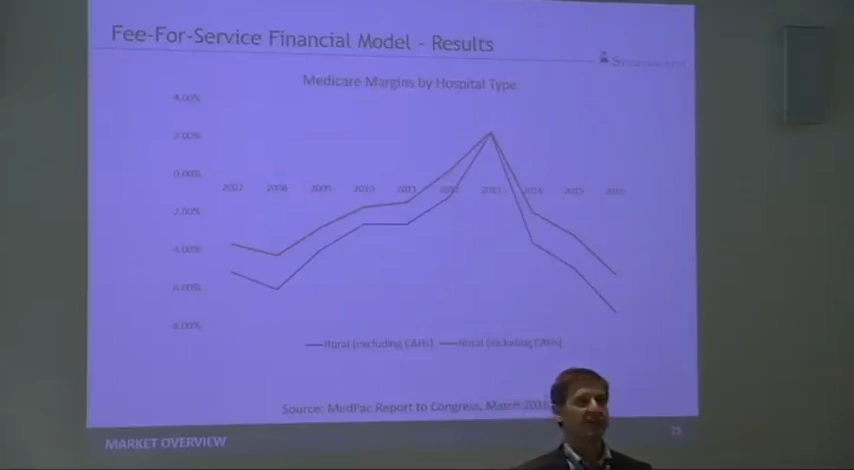 Fee-For-Service Financial Model - Results
Medicare Margins by Hospital Type
4.00%
2.00%
0.00%
2007 2008 2009 2010 2011 2012 2013 2014 2015 2016
-2.00%
-4.00%
-6.00%
-8.00%
Rural (excluding CAHs) Rural (including CAHs)
Source: MedPac Report to Congress, March 2018
MARKET OVERVIEW